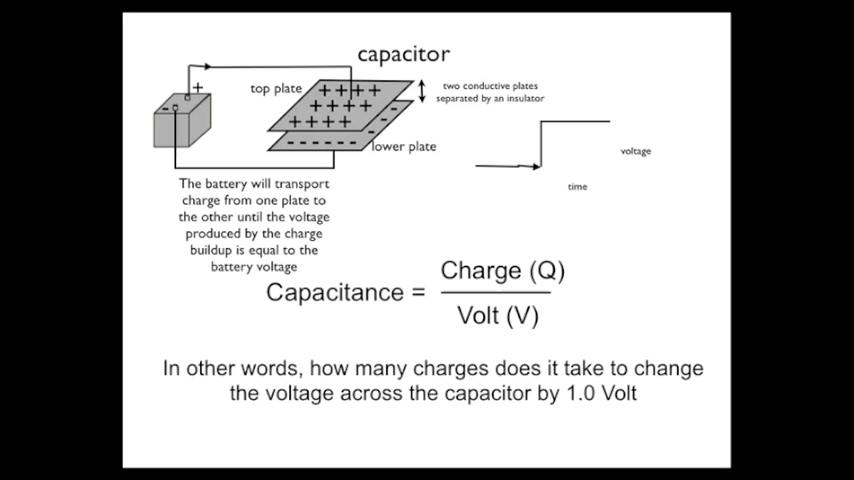 capacitor
top plate
two conductive plates
separated by an insulator
lower plate
voltage
time
The battery will transport
charge from one plate to
the other until the voltage
produced by the charge
buildup is equal to the
battery voltage
Capacitance = Charge (Q)
Volt (V)
In other words, how many charges does it take to change
the voltage across the capacitor by 1.0 Volt